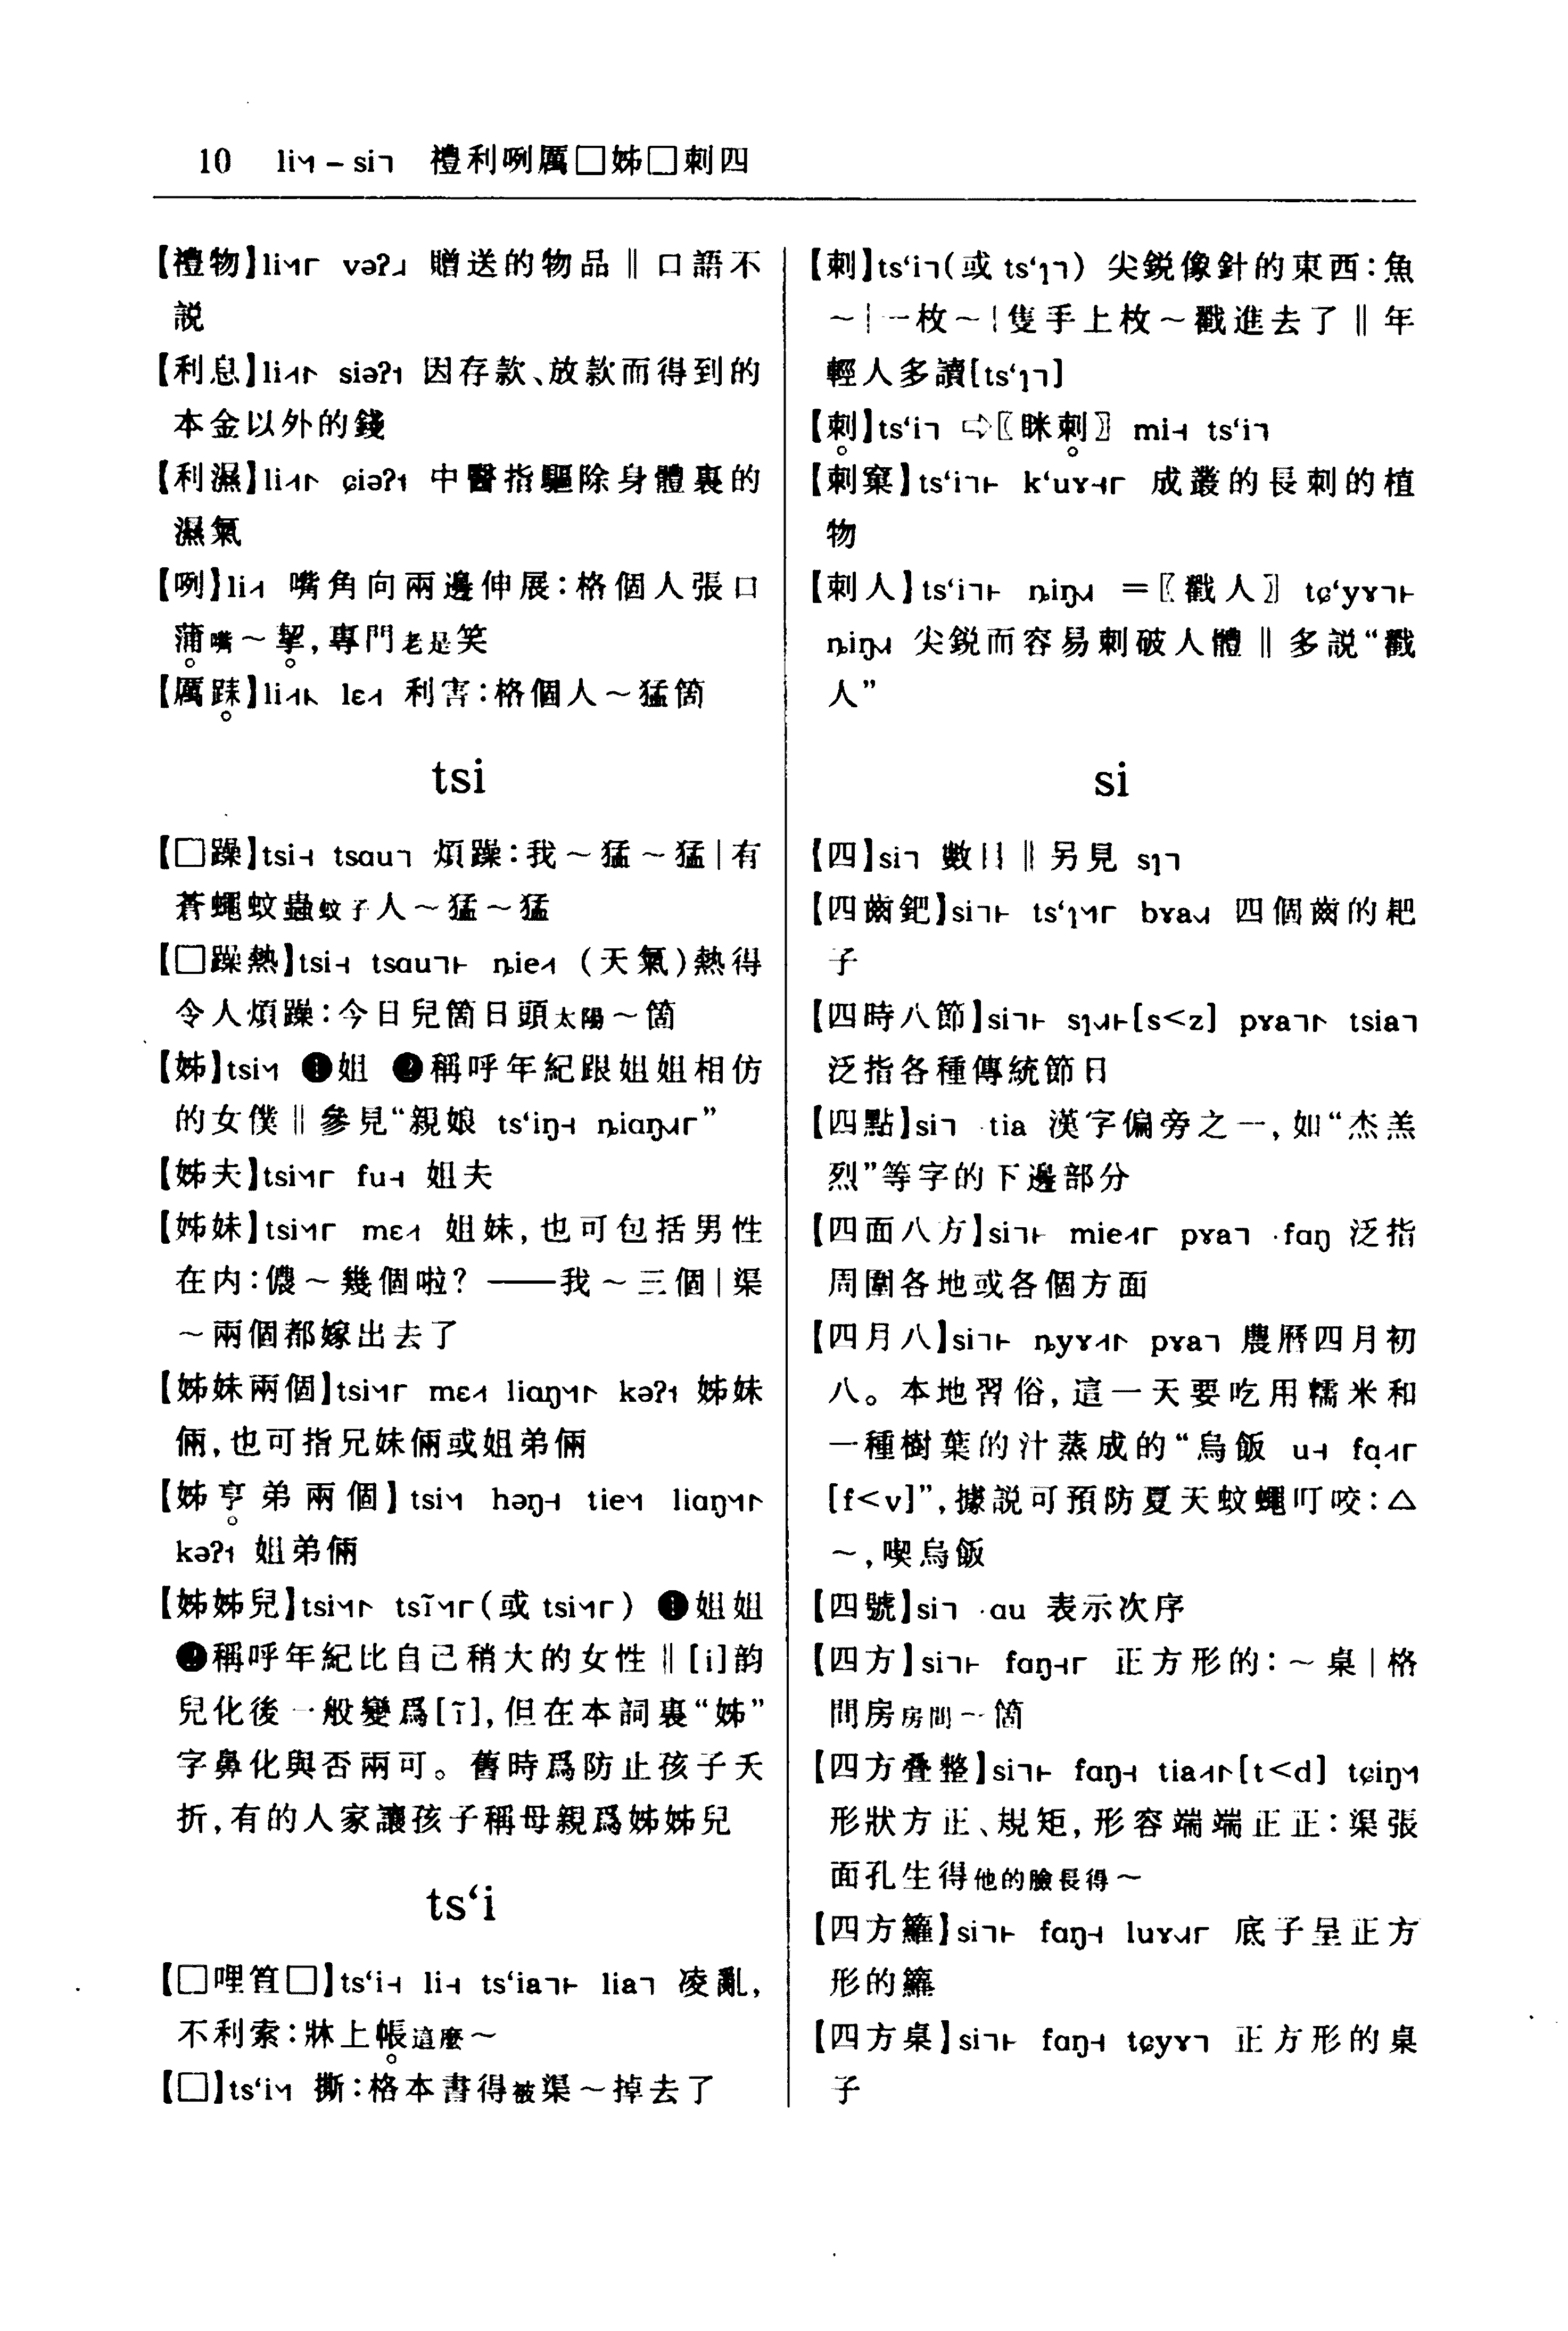 10 li˥˧˥ – si˥ 禮利咧厲□姊□刺四
【禮物】li˥˧˥꜒ vəʔ˨˩˨ 贈送的物品‖口語不
説
【利息】li˩˦꜒꜔ siəʔ˦ 因存款、放款而得到的
本金以外的錢
【利濕】li˩˦꜒꜔ ɕiəʔ˦ 中醫指驅除身體裏的
濕氣
【咧】li˩˦ 嘴角向兩邊伸展:格個人張口
蒲嘴～挐,專門老是笑
【厲踈】li˩˦꜔꜖ lɛ˩˦ 利害:格個人～猛箇
tsi
【□躁】tsi˧˧˦ tsɑu˥ 煩躁:我～猛～猛|有
蒼蠅蚊蟲蚊子人～猛～猛
【□躁熱】tsi˧˧˦ tsɑu˥꜔ ȵie˩˦ (天氣)熱得
令人煩躁:今日兒箇日頭太陽～箇
【姊】tsi˥˧˥ ❶姐 ❷稱呼年紀跟姐姐相仿
的女僕‖參見“親娘 tsʻiŋ˧˧˦ ȵiɑŋ˧˩˧꜒”
【姊夫】tsi˥˧˥꜒ fu˧˧˦ 姐夫
【姊妹】tsi˥˧˥꜒ mɛ˩˦ 姐妹,也可包括男性
在内:儂～幾個啦? ——我～三個|渠
～兩個都嫁出去了
【姊妹兩個】tsi˥˧˥꜒ mɛ˩˦ liɑŋ˥˧˥꜒꜔ kəʔ˦ 姊妹
倆,也可指兄妹倆或姐弟倆
【姊亨弟兩個】tsi˥˧˥ həŋ˧˧˦ tie˥˧˥ liɑŋ˥˧˥꜒꜔
kəʔ˦ 姐弟倆
【姊姊兒】tsi˥˧˥꜒꜔ tsĩ˥˧˥꜒(或 tsi˥˧˥꜒) ❶姐姐
❷稱呼年紀比自己稍大的女性‖[i]韵
兒化後一般變爲[ĩ],但在本詞裏“姊”
字鼻化與否兩可。舊時爲防止孩子夭
折,有的人家讓孩子稱母親爲姊姊兒
tsʻi
【□哩笡□】tsʻi˧˧˦ li˧˧˦ tsʻia˥꜔ lia˥ 凌亂,
不利索:牀上帳這麼～
【□】tsʻi˥˧˥ 撕:格本書得被渠～掉去了
【刺】tsʻi˥(或 tsʻɿ˥) 尖鋭像針的東西:魚
～|一枚～|隻手上枚～戳進去了‖年
輕人多讀[tsʻɿ˥]
【刺】tsʻi˥ ⇨〖眯刺〗 mi˧˧˦ tsʻi˥
【刺窠】tsʻi˥꜔ kʻuɤ˧˧˦꜒ 成叢的長刺的植
物
【刺人】tsʻi˥꜔ ȵiŋ˧˩˧ =〖戳人〗 tɕʻyɤ˥꜔
ȵiŋ˧˩˧ 尖鋭而容易刺破人體‖多説“戳
人”
si
【四】si˥ 數目‖另見 sɿ˥
【四齒鈀】si˥꜔ tsʻɿ˥˧˥꜒ bɤa˧˩˧ 四個齒的耙
子
【四時八節】si˥꜔ sɿ˧˩˧꜔[s<z] pɤa˥꜒꜔ tsia˥
泛指各種傳統節日
【四點】si˥ ·tia 漢字偏旁之一,如“杰羔
烈”等字的下邊部分
【四面八方】si˥꜔ mie˩˦꜒ pɤa˥ ·fɑŋ 泛指
周圍各地或各個方面
【四月八】si˥꜔ ȵyɤ˩˦꜒꜔ pɤa˥ 農曆四月初
八。本地習俗,這一天要吃用糯米和
一種樹葉的汁蒸成的“烏飯 u˧˧˦ fɑ˩˦꜒
[f<v]”,據説可預防夏天蚊蠅叮咬:△
～,喫烏飯
【四號】si˥ ·ɑu 表示次序
【四方】si˥꜔ fɑŋ˧˧˦꜒ 正方形的:～桌|格
間房房間～箇
【四方叠整】si˥꜔ fɑŋ˧˧˦ tia˩˦꜒꜔[t<d] tɕiŋ˥˧˥
形狀方正、規矩,形容端端正正:渠張
面孔生得他的臉長得～
【四方籮】si˥꜔ fɑŋ˧˧˦ luɤ˧˩˧꜒ 底子呈正方
形的籮
【四方桌】si˥꜔ fɑŋ˧˧˦ tɕyɤ˥ 正方形的桌
子